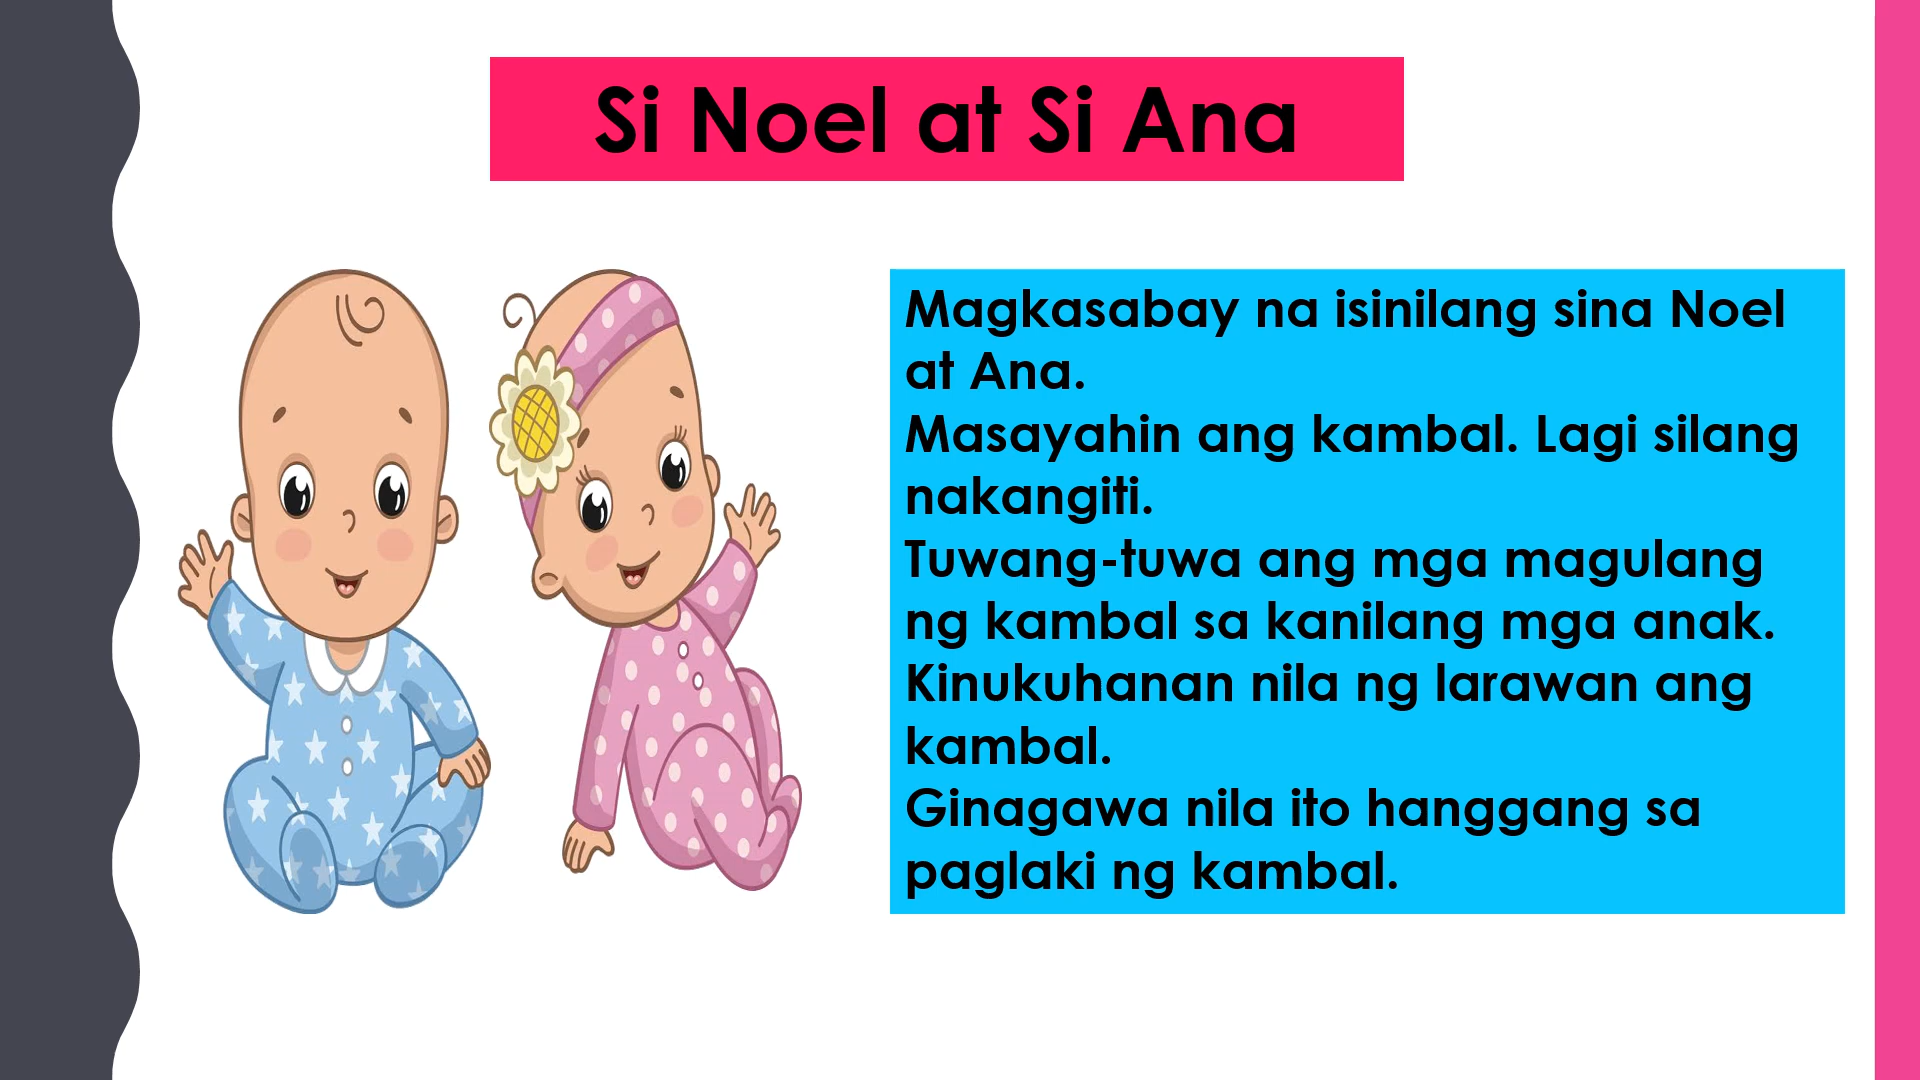 Si Noel at Si Ana
Magkasabay na isinilang sina Noel
at Ana.
Masayahin ang kambal. Lagi silang
nakangiti.
Tuwang-tuwa ang mga magulang
ng kambal sa kanilang mga anak.
Kinukuhanan nila ng larawan ang
kambal.
Ginagawa nila ito hanggang sa
paglaki ng kambal.